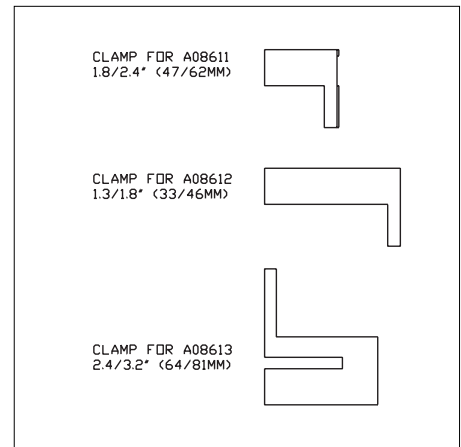 CLAMP FOR A08611
1.8/2.4" (47/62MM)
CLAMP FOR A08612
1.3/1.8" (33/46MM)
CLAMP FOR A08613
2.4/3.2" (64/81MM)